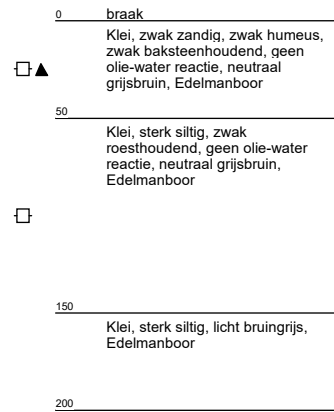 0 braak
Klei, zwak zandig, zwak humeus,
zwak baksteenhoudend, geen
olie-water reactie, neutraal
grijsbruin, Edelmanboor
50
Klei, sterk siltig, zwak
roesthoudend, geen olie-water
reactie, neutraal grijsbruin,
Edelmanboor
150
Klei, sterk siltig, licht bruingrijs,
Edelmanboor
200